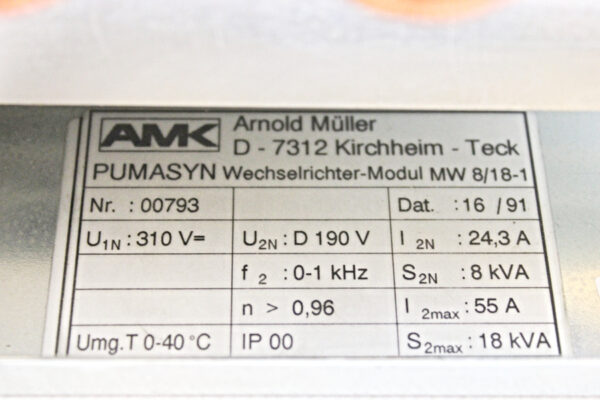 AMK Arnold Müller
D - 7312 Kirchheim - Teck
PUMASYN Wechselrichter-Modul MW 8/18-1
Nr. : 00793 Dat. : 16 / 91
U1N : 310 V= U2N : D 190 V I 2N : 24,3 A
f 2 : 0-1 kHz S2N : 8 kVA
n > 0,96 I 2max : 55 A
Umg.T 0-40 °C IP 00 S2max : 18 kVA